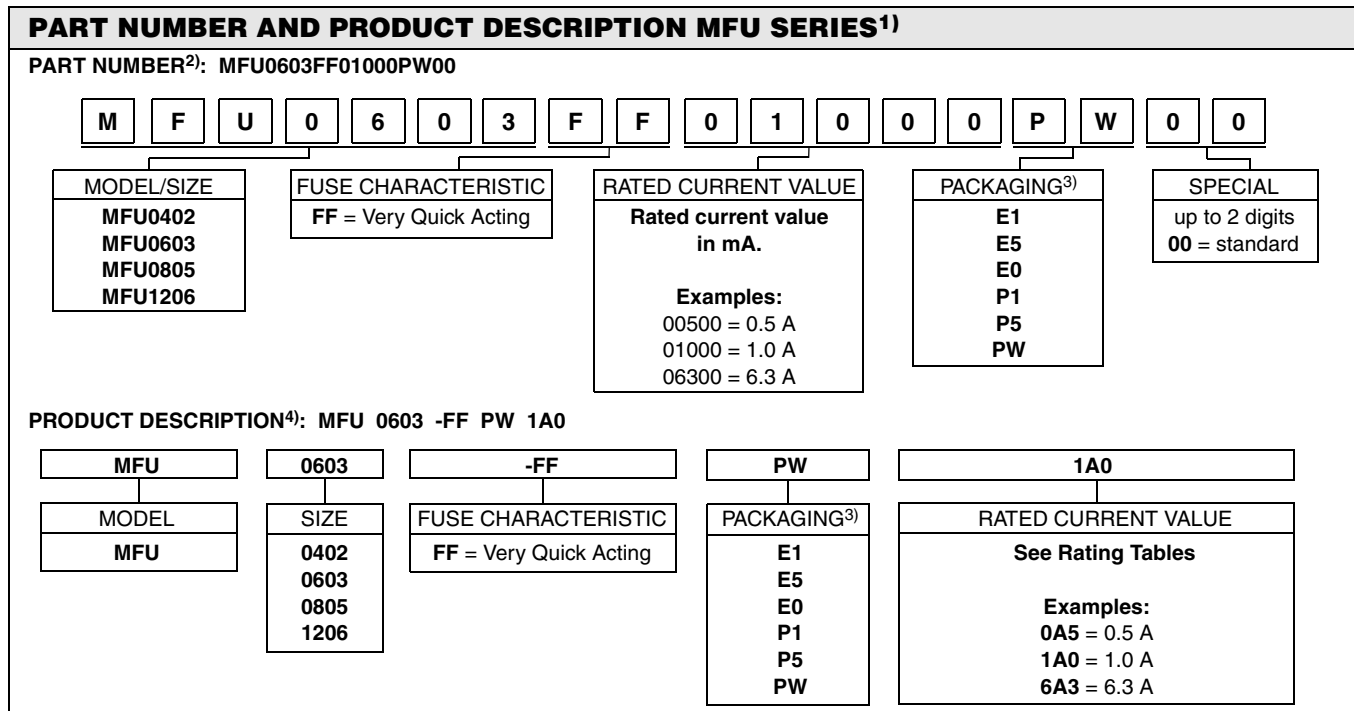 PART NUMBER AND PRODUCT DESCRIPTION MFU SERIES1)
PART NUMBER2): MFU0603FF01000PW00
M F U 0 6 0 3 F F 0 1 0 0 0 P W 0 0
MODEL/SIZE
MFU0402
MFU0603
MFU0805
MFU1206
FUSE CHARACTERISTIC
FF = Very Quick Acting
RATED CURRENT VALUE
Rated current value
in mA.
Examples:
00500 = 0.5 A
01000 = 1.0 A
06300 = 6.3 A
PACKAGING3)
E1
E5
E0
P1
P5
PW
SPECIAL
up to 2 digits
00 = standard
PRODUCT DESCRIPTION4): MFU 0603 -FF PW 1A0
MFU 0603 -FF PW 1A0
MODEL
MFU
SIZE
0402
0603
0805
1206
FUSE CHARACTERISTIC
FF = Very Quick Acting
PACKAGING3)
E1
E5
E0
P1
P5
PW
RATED CURRENT VALUE
See Rating Tables
Examples:
0A5 = 0.5 A
1A0 = 1.0 A
6A3 = 6.3 A